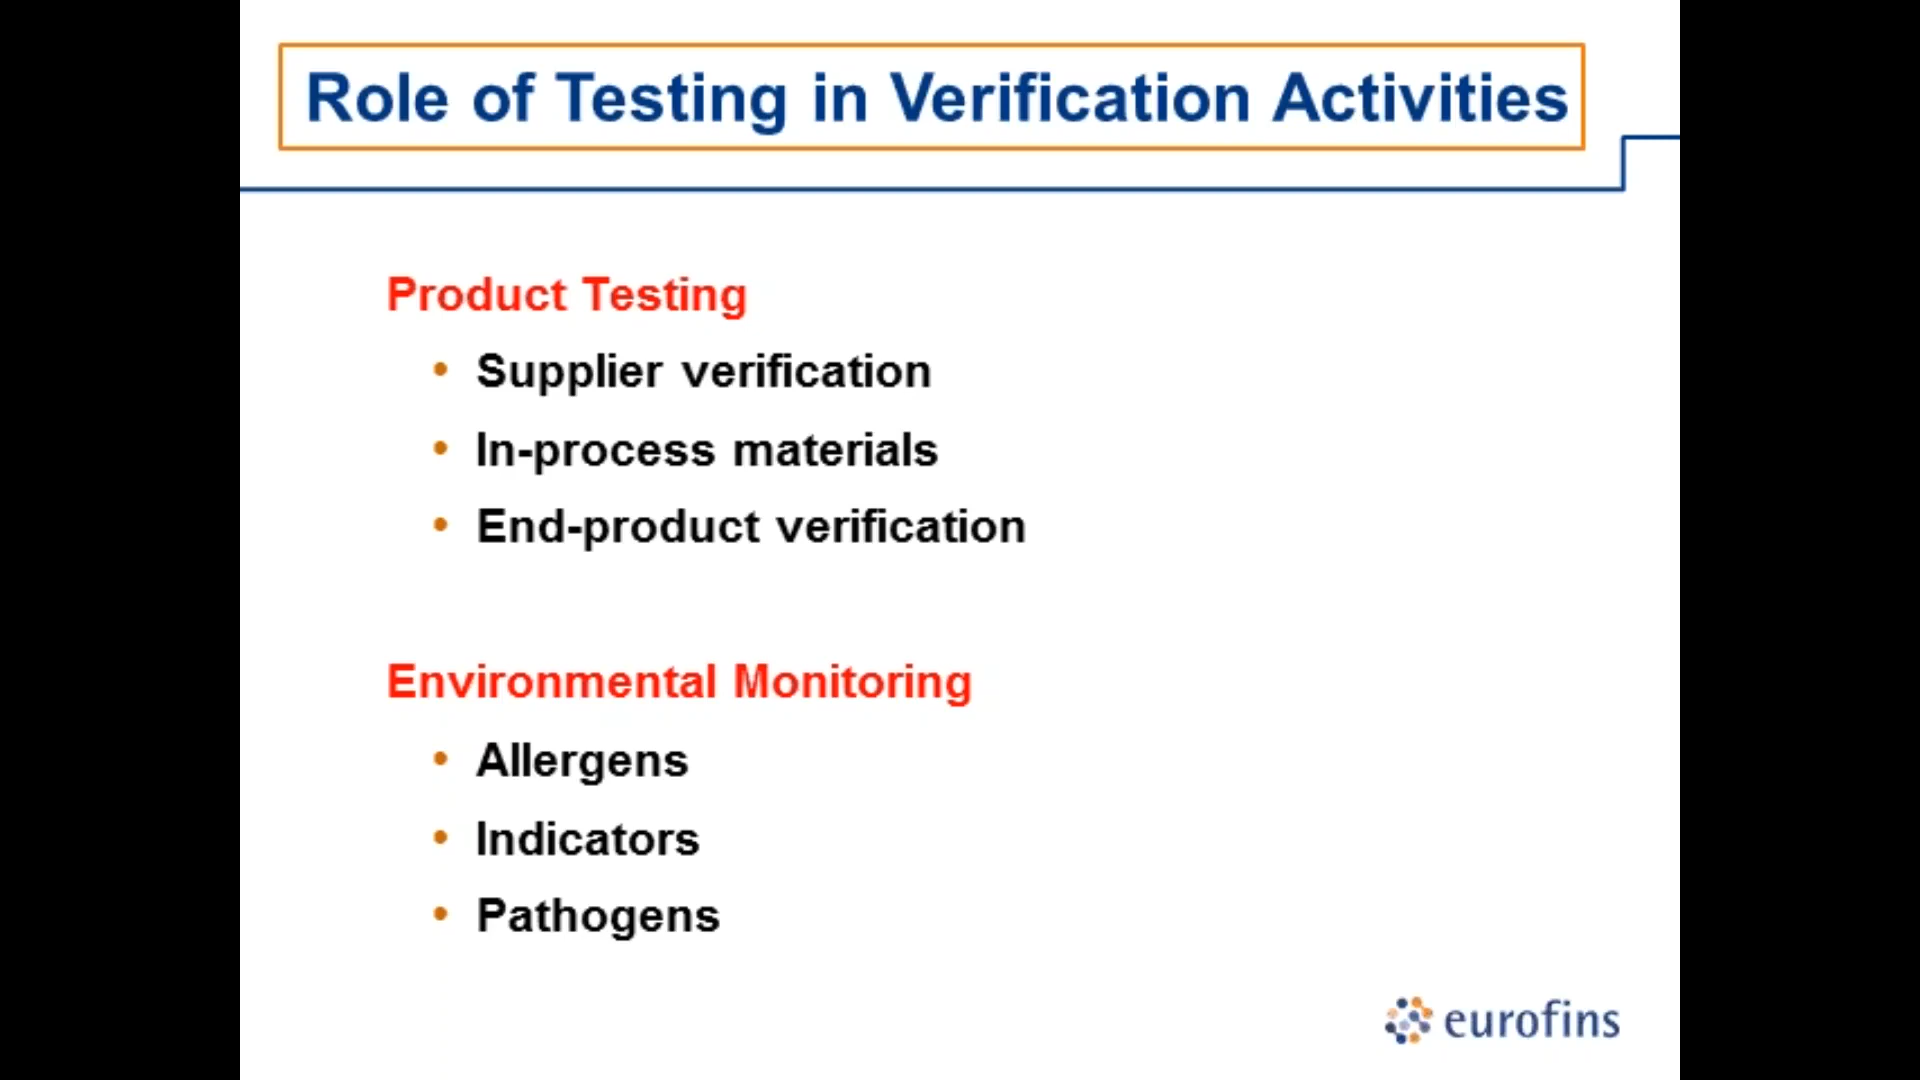 Role of Testing in Verification Activities
Product Testing
• Supplier verification
• In-process materials
• End-product verification
Environmental Monitoring
• Allergens
• Indicators
• Pathogens
eurofins